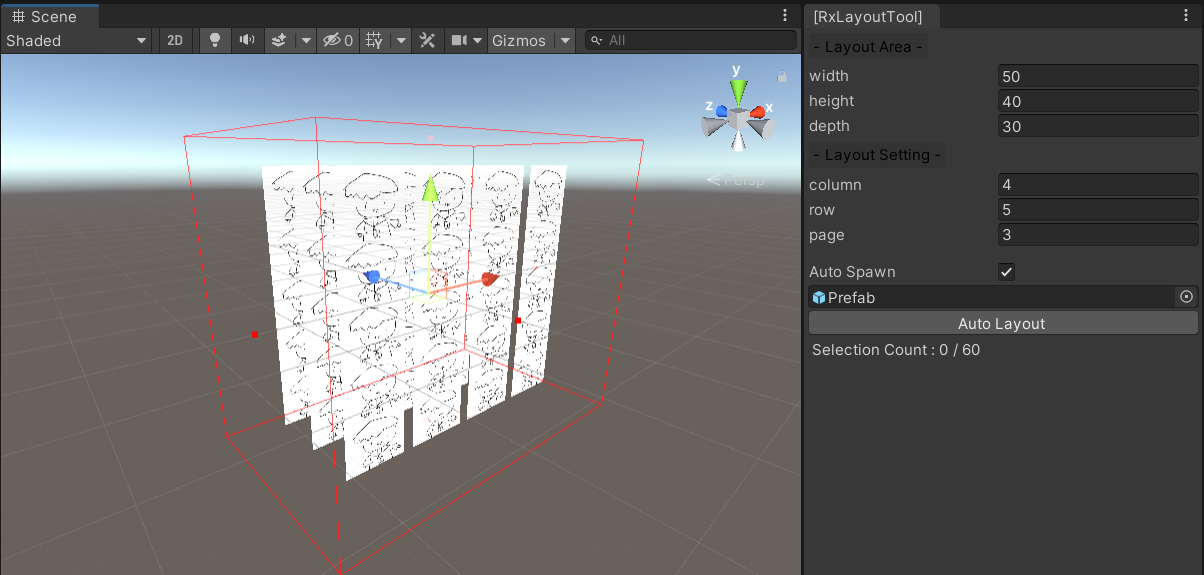 Scene
Shaded
2D
0
Gizmos
All
y
z
x
Persp
[RxLayoutTool]
- Layout Area -
width 50
height 40
depth 30
- Layout Setting -
column 4
row 5
page 3
Auto Spawn
Prefab
Auto Layout
Selection Count : 0 / 60